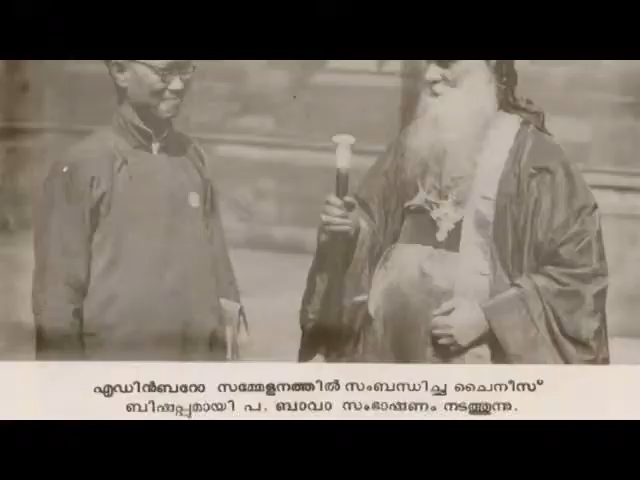 എഡിൻബറോ സമ്മേളനത്തിൽ സംബന്ധിച്ച ചൈനീസ്
ബിഷപ്പുമായി പ. ബാവാ സംഭാഷണം നടത്തുന്നു.